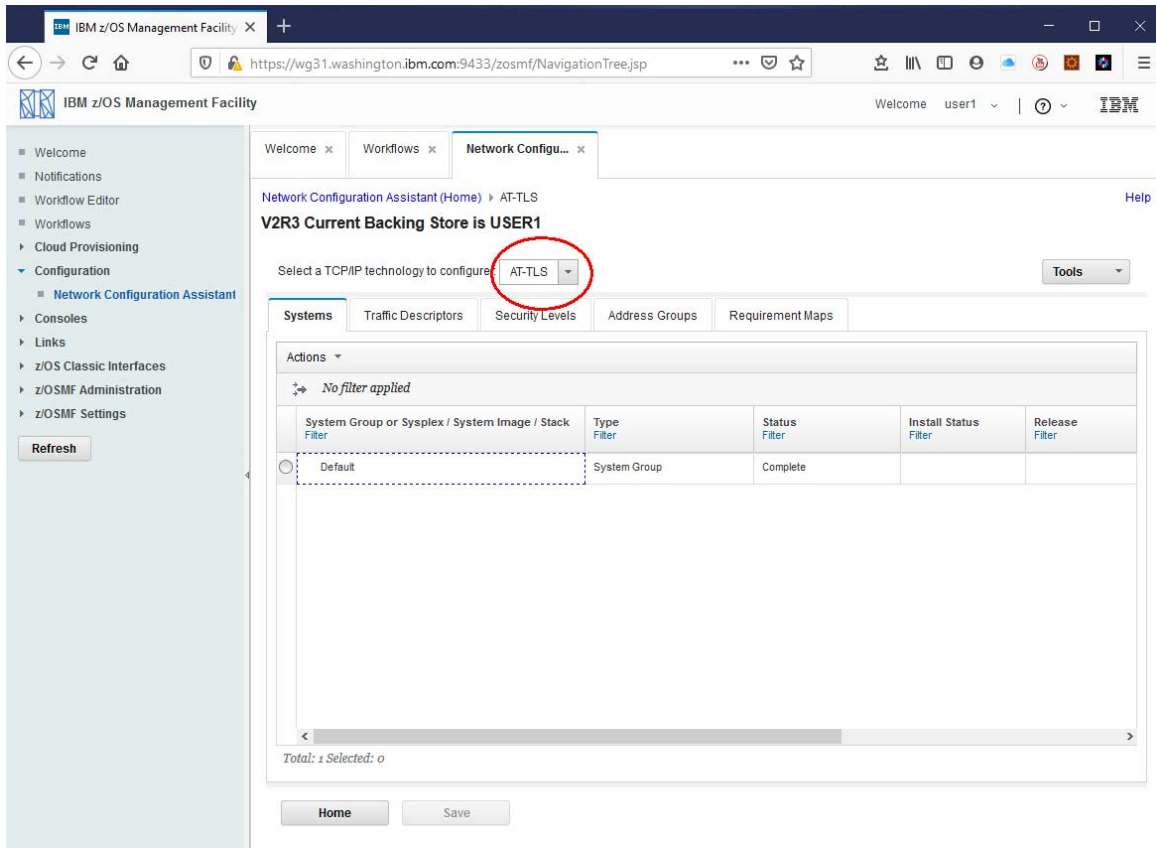 IBM z/OS Management Facility
https://wg31.washington.ibm.com:9433/zosmf/NavigationTree.jsp
IBM z/OS Management Facility
Welcome user1
IBM
Welcome
Notifications
Workflow Editor
Workflows
Cloud Provisioning
Configuration
Network Configuration Assistant
Consoles
Links
z/OS Classic Interfaces
z/OSMF Administration
z/OSMF Settings
Refresh
Welcome Workflows Network Configu...
Network Configuration Assistant (Home) AT-TLS Help
V2R3 Current Backing Store is USER1
Select a TCP/IP technology to configure: AT-TLS Tools
Systems Traffic Descriptors Security Levels Address Groups Requirement Maps
Actions
No filter applied
System Group or Sysplex / System Image / Stack Type Status Install Status Release
Filter Filter Filter Filter Filter
Default System Group Complete
Total: 1 Selected: 0
Home Save